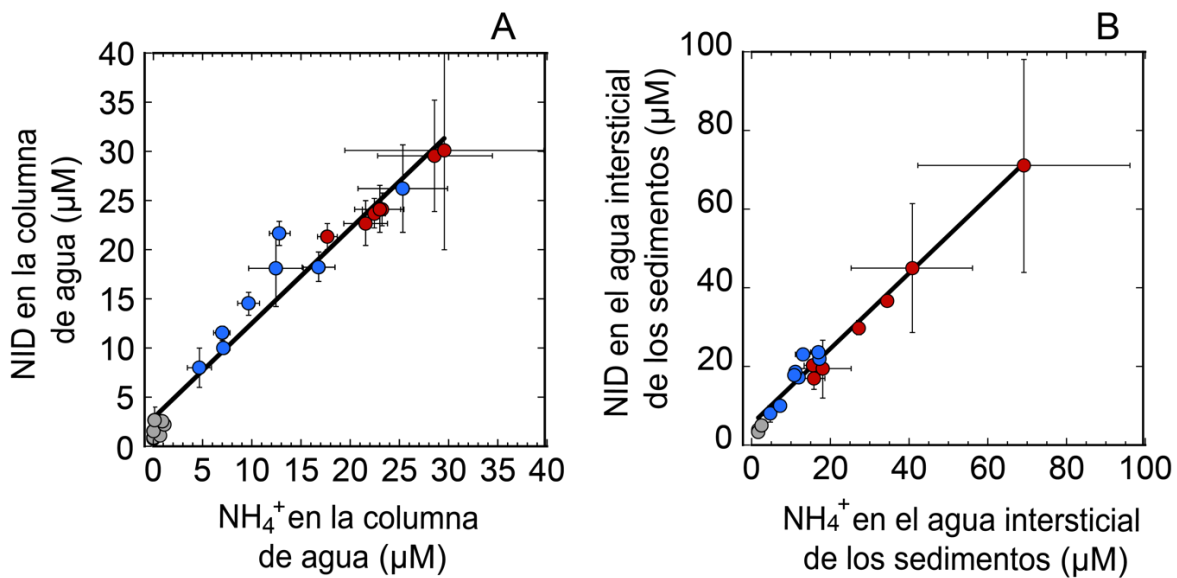 A
NID en la columna
de agua (µM)
40
35
30
25
20
15
10
5
0
0 5 10 15 20 25 30 35 40
NH₄⁺ en la columna
de agua (µM)
B
NID en el agua intersticial
de los sedimentos (µM)
100
80
60
40
20
0
0 20 40 60 80 100
NH₄⁺ en el agua intersticial
de los sedimentos (µM)